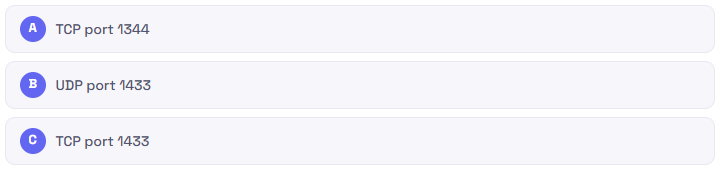 A TCP port 1344
B UDP port 1433
C TCP port 1433